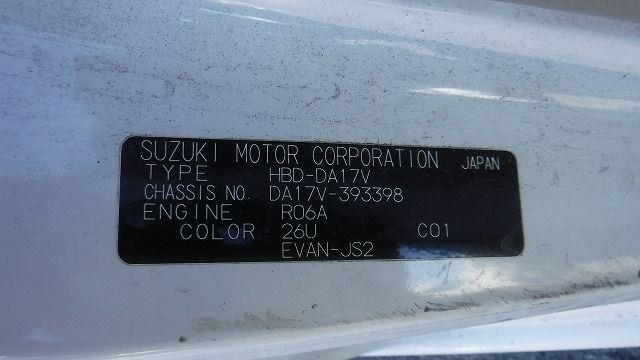 SUZUKI MOTOR CORPORATION JAPAN
TYPE HBD-DA17V
CHASSIS NO. DA17V-393398
ENGINE R06A
COLOR 26U C01
EVAN-JS2